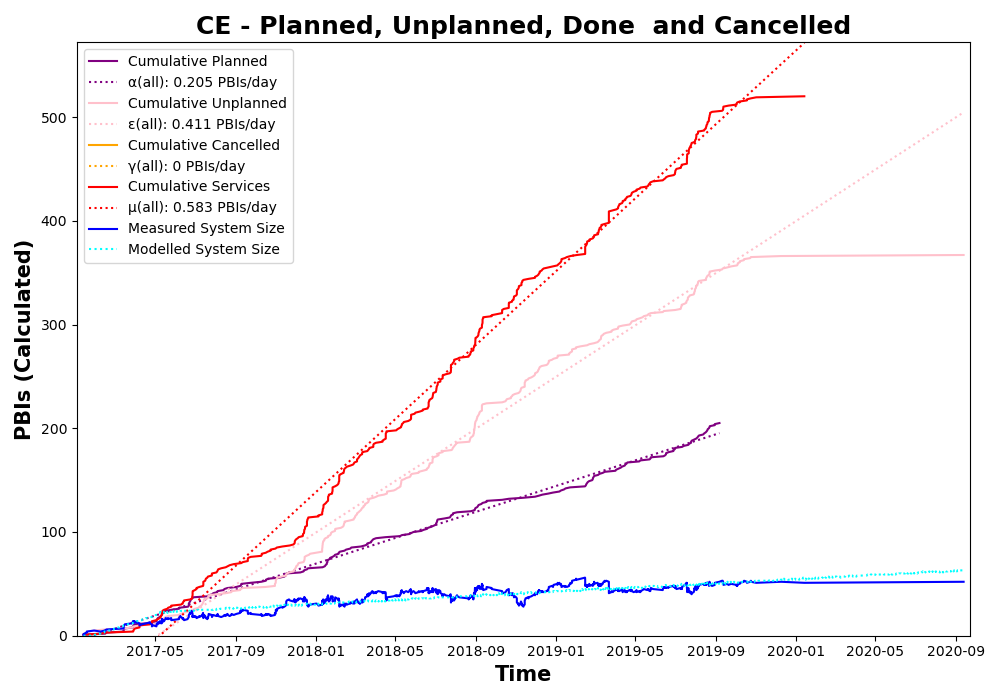 CE - Planned, Unplanned, Done  and Cancelled
Cumulative Planned
α(all): 0.205 PBIs/day
Cumulative Unplanned
ε(all): 0.411 PBIs/day
Cumulative Cancelled
γ(all): 0 PBIs/day
Cumulative Services
μ(all): 0.583 PBIs/day
Measured System Size
Modelled System Size
PBIs (Calculated)
500
400
300
200
100
0
2017-05 2017-09 2018-01 2018-05 2018-09 2019-01 2019-05 2019-09 2020-01 2020-05 2020-09
Time